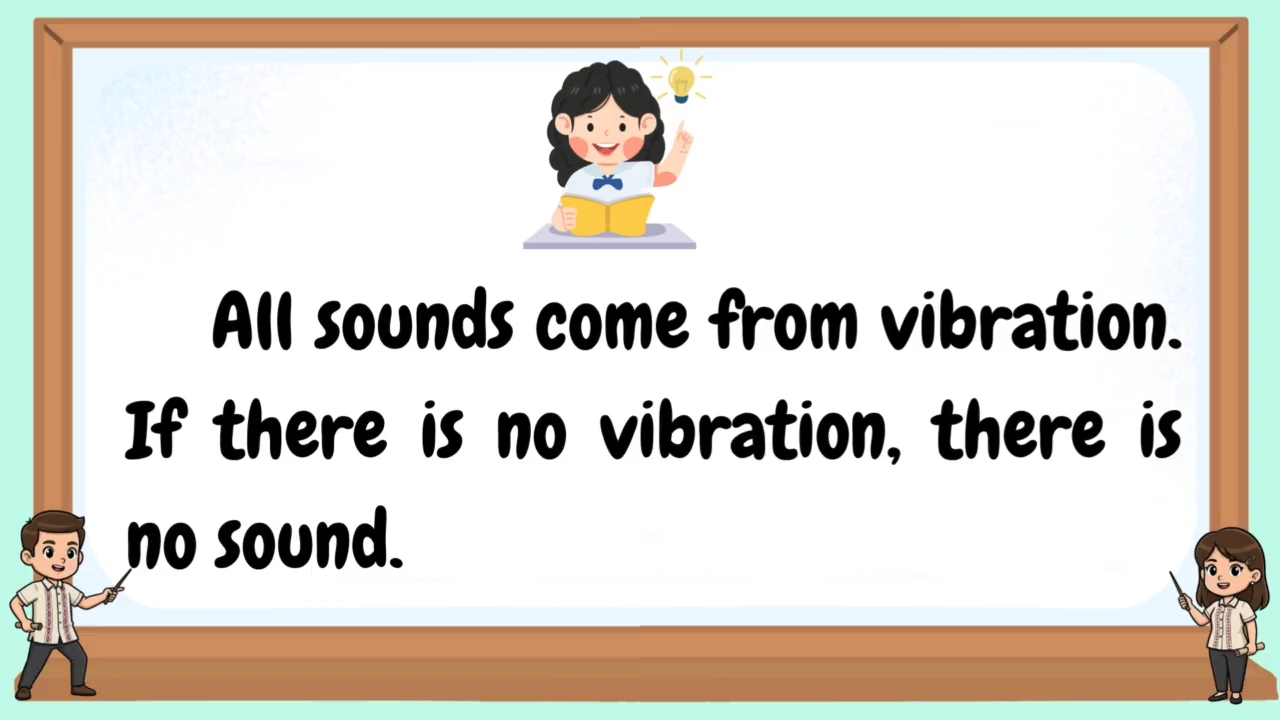 All sounds come from vibration.
If there is no vibration, there is
no sound.